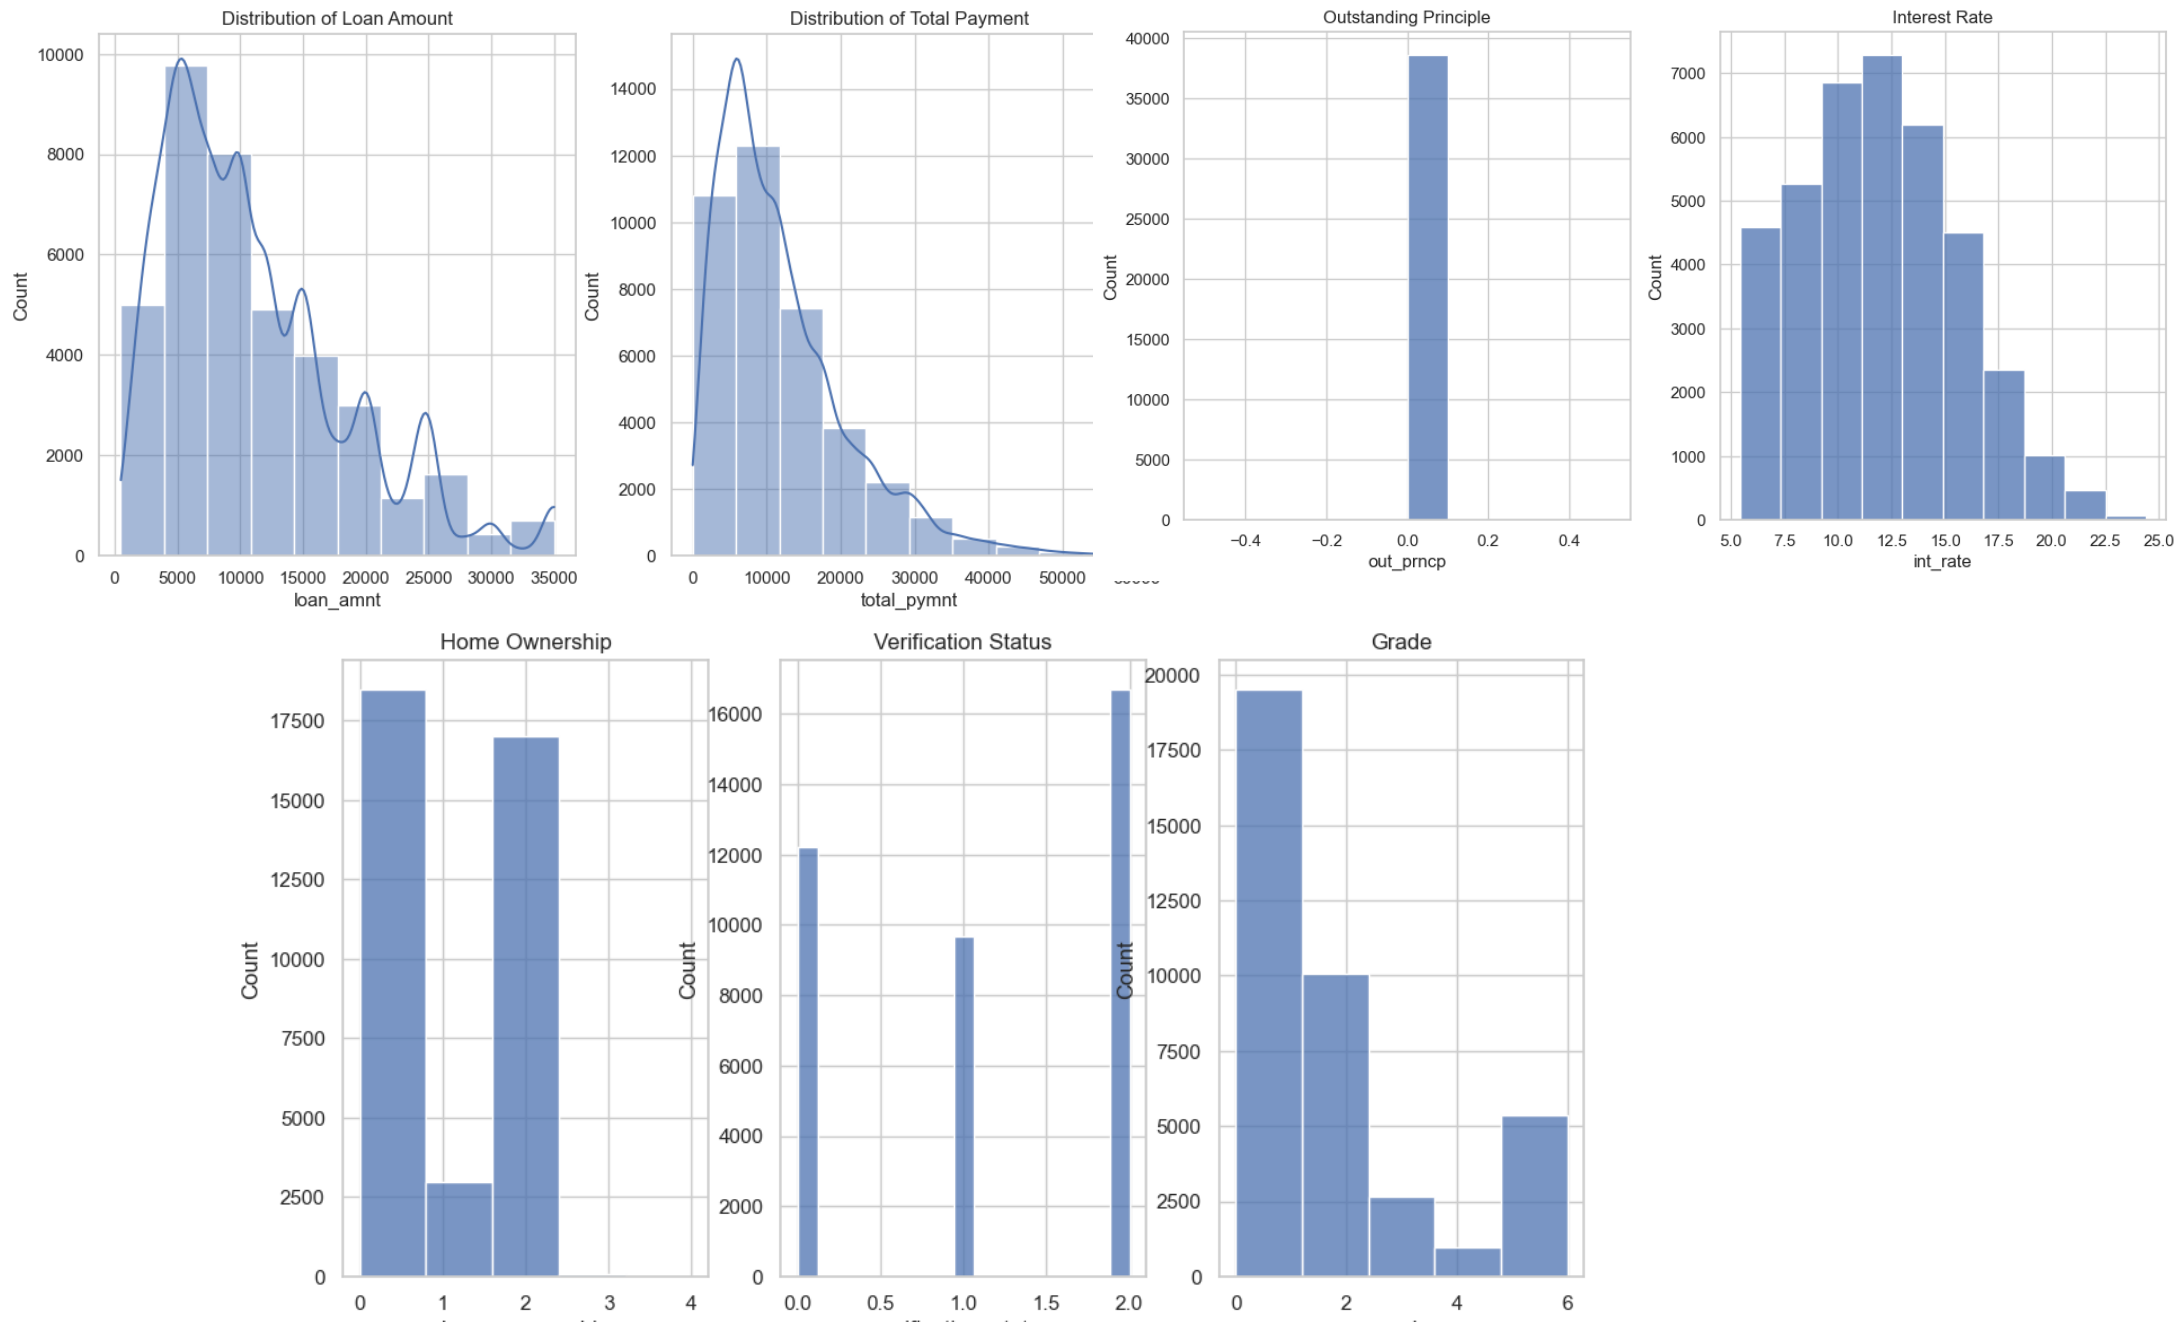 Distribution of Loan Amount
10000
8000
6000
4000
2000
0
Count
0 5000 10000 15000 20000 25000 30000 35000
loan_amnt
Distribution of Total Payment
14000
12000
10000
8000
6000
4000
2000
0
Count
0 10000 20000 30000 40000 50000
total_pymnt
Outstanding Principle
40000
35000
30000
25000
20000
15000
10000
5000
0
Count
−0.4 −0.2 0.0 0.2 0.4
out_prncp
Interest Rate
7000
6000
5000
4000
3000
2000
1000
0
Count
5.0 7.5 10.0 12.5 15.0 17.5 20.0 22.5 25.0
int_rate
Home Ownership
17500
15000
12500
10000
7500
5000
2500
0
Count
0 1 2 3 4
Verification Status
16000
14000
12000
10000
8000
6000
4000
2000
0
Count
0.0 0.5 1.0 1.5 2.0
Grade
20000
17500
15000
12500
10000
7500
5000
2500
0
Count
0 2 4 6